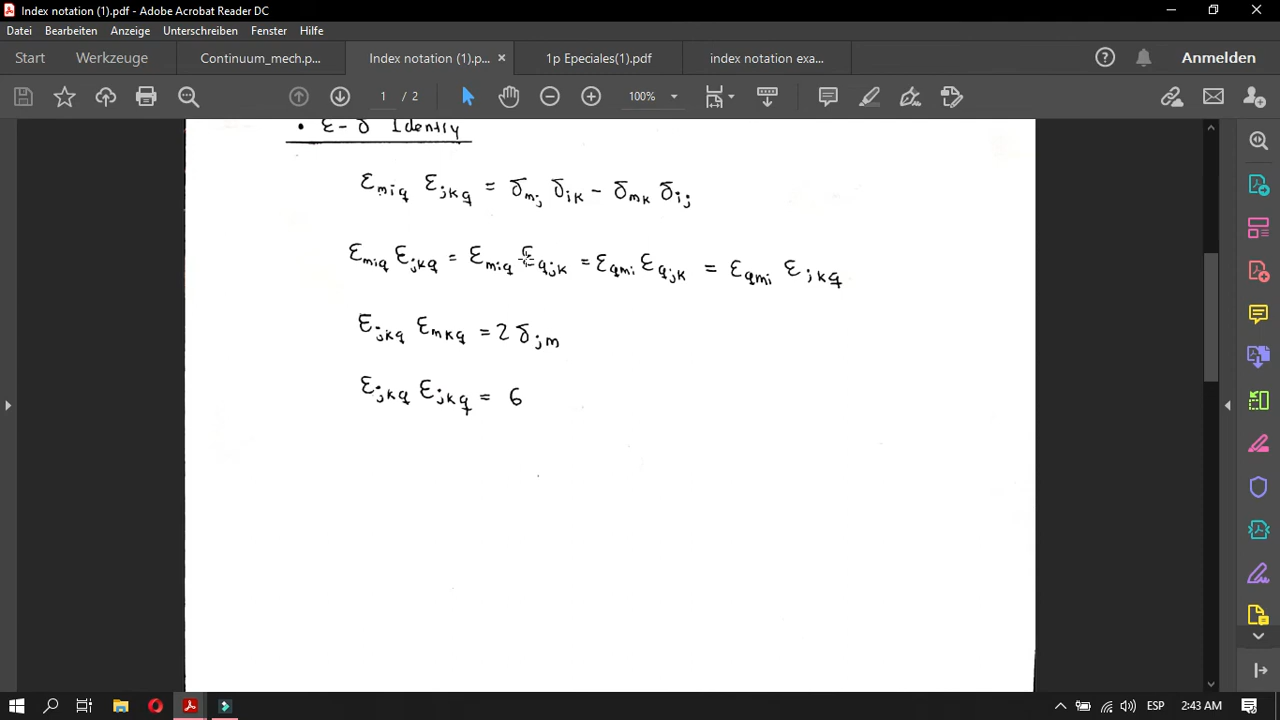 Index notation (1).pdf - Adobe Acrobat Reader DC
Datei Bearbeiten Anzeige Unterschreiben Fenster Hilfe
Start Werkzeuge Continuum_mech.p... Index notation (1).p... × 1p Epeciales(1).pdf index notation exa... Anmelden
1 / 2 100%
• ε - δ Identiy
ε_miq ε_jkq = δ_mj δ_ik - δ_mk δ_ij
ε_miq ε_jkq = ε_miq ε_qjk = ε_qmi ε_qjk = ε_qmi ε_jkq
ε_jkq ε_mkq = 2 δ_jm
ε_jkq ε_jkq = 6
ESP 2:43 AM